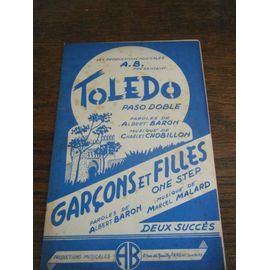 LES PRODUCTIONS MUSICALES
A.B.
PRÉSENTENT
TOLEDO
PASO DOBLE
PAROLES DE
ALBERT BARON
MUSIQUE DE
CHARLES CHOBILLON
GARÇONS ET FILLES
ONE STEP
PAROLES DE
ALBERT BARON
MUSIQUE DE
MARCEL MALARD
DEUX SUCCÈS
PRODUCTIONS MUSICALES
AB